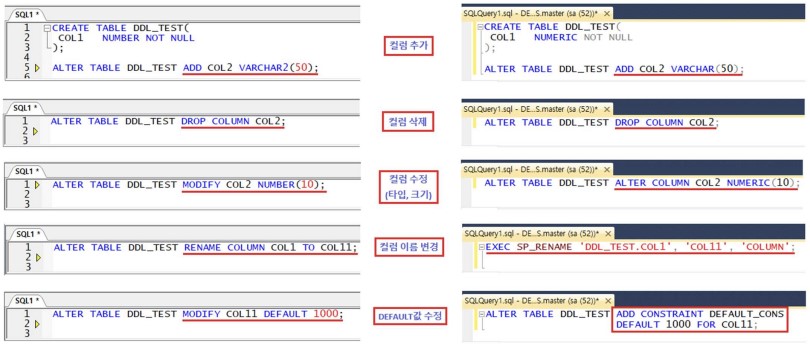 SQL1 *
1 CREATE TABLE DDL_TEST(
2 COL1 NUMBER NOT NULL
3 );
4
5 ALTER TABLE DDL_TEST ADD COL2 VARCHAR2(50);
6
컬럼 추가
SQLQuery1.sql - DE...S.master (sa (52))* ×
CREATE TABLE DDL_TEST(
COL1 NUMERIC NOT NULL
);
ALTER TABLE DDL_TEST ADD COL2 VARCHAR(50);
SQL1 *
1 ALTER TABLE DDL_TEST DROP COLUMN COL2;
2
3
컬럼 삭제
SQLQuery1.sql - DE...S.master (sa (52))* ×
ALTER TABLE DDL_TEST DROP COLUMN COL2;
SQL1 *
1 ALTER TABLE DDL_TEST MODIFY COL2 NUMBER(10);
2
3
컬럼 수정
(타입, 크기)
SQLQuery1.sql - DE...S.master (sa (52))* ×
ALTER TABLE DDL_TEST ALTER COLUMN COL2 NUMERIC(10);
SQL1 *
1 ALTER TABLE DDL_TEST RENAME COLUMN COL1 TO COL11;
2
3
컬럼 이름 변경
SQLQuery1.sql - DE...S.master (sa (52))* ×
EXEC SP_RENAME 'DDL_TEST.COL1', 'COL11', 'COLUMN';
SQL1 *
1 ALTER TABLE DDL_TEST MODIFY COL11 DEFAULT 1000;
2
3
DEFAULT값 수정
SQLQuery1.sql - DE...S.master (sa (52))* ×
ALTER TABLE DDL_TEST ADD CONSTRAINT DEFAULT_CONS
DEFAULT 1000 FOR COL11;